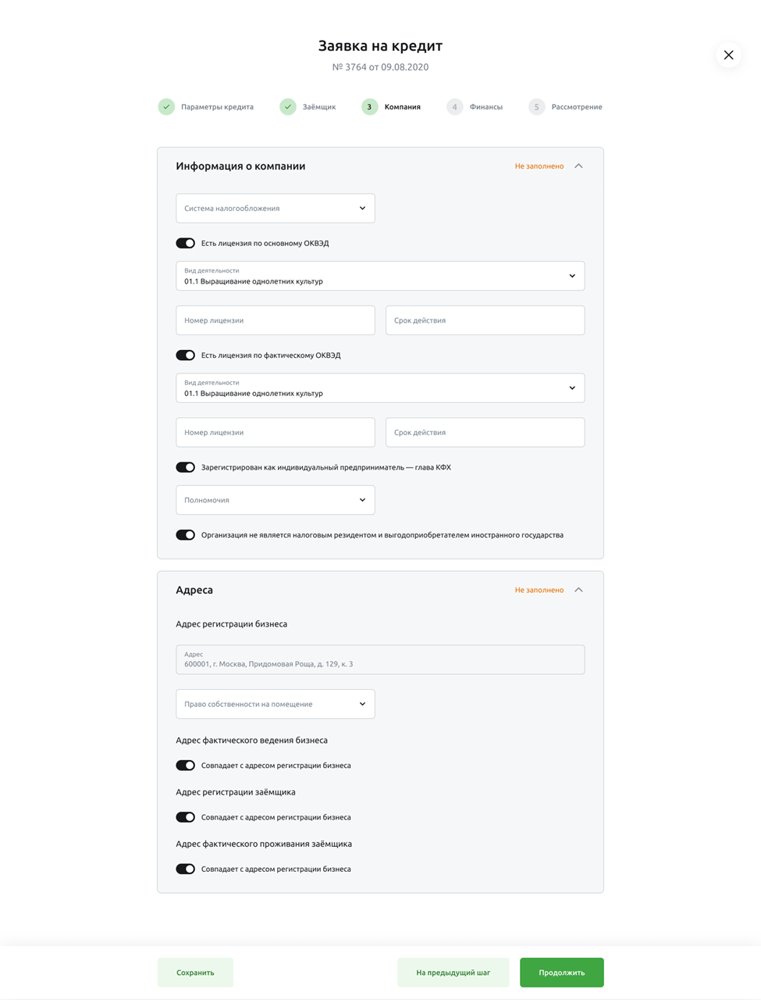 Заявка на кредит
№ 3764 от 09.08.2020
Параметры кредита
Заёмщик
3 Компания
4 Финансы
5 Рассмотрение
Информация о компании
Не заполнено
Система налогообложения
Есть лицензия по основному ОКВЭД
Вид деятельности
01.1 Выращивание однолетних культур
Номер лицензии
Срок действия
Есть лицензия по фактическому ОКВЭД
Вид деятельности
01.1 Выращивание однолетних культур
Номер лицензии
Срок действия
Зарегистрирован как индивидуальный предприниматель — глава КФХ
Полномочия
Организация не является налоговым резидентом и выгодоприобретателем иностранного государства
Адреса
Не заполнено
Адрес регистрации бизнеса
Адрес
600001, г. Москва, Придомовая Роща, д. 129, к. 3
Право собственности на помещение
Адрес фактического ведения бизнеса
Совпадает с адресом регистрации бизнеса
Адрес регистрации заёмщика
Совпадает с адресом регистрации бизнеса
Адрес фактического проживания заёмщика
Совпадает с адресом регистрации бизнеса
Сохранить
На предыдущий шаг
Продолжить